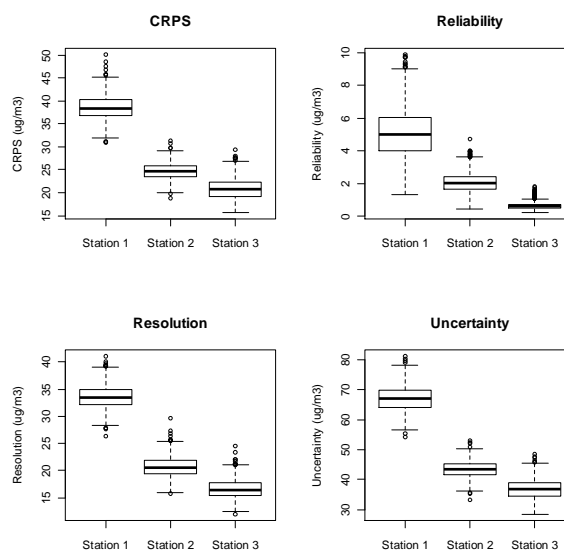 CRPS
CRPS (ug/m3)
50
45
40
35
30
25
20
15
Station 1 Station 2 Station 3
Reliability
Reliability (ug/m3)
10
8
6
4
2
0
Station 1 Station 2 Station 3
Resolution
Resolution (ug/m3)
40
35
30
25
20
15
Station 1 Station 2 Station 3
Uncertainty
Uncertainty (ug/m3)
80
70
60
50
40
30
Station 1 Station 2 Station 3